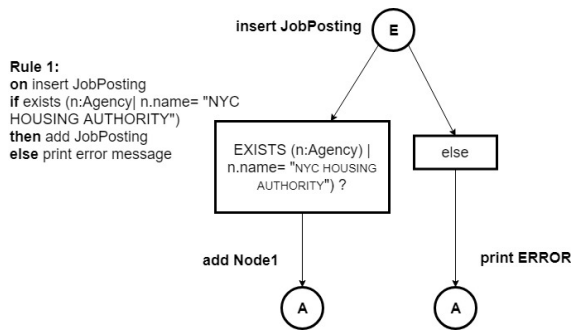 insert JobPosting
E
Rule 1:
on insert JobPosting
if exists (n:Agency| n.name= "NYC
HOUSING AUTHORITY")
then add JobPosting
else print error message
EXISTS (n:Agency) |
n.name= "NYC HOUSING
AUTHORITY") ?
else
add Node1
print ERROR
A
A